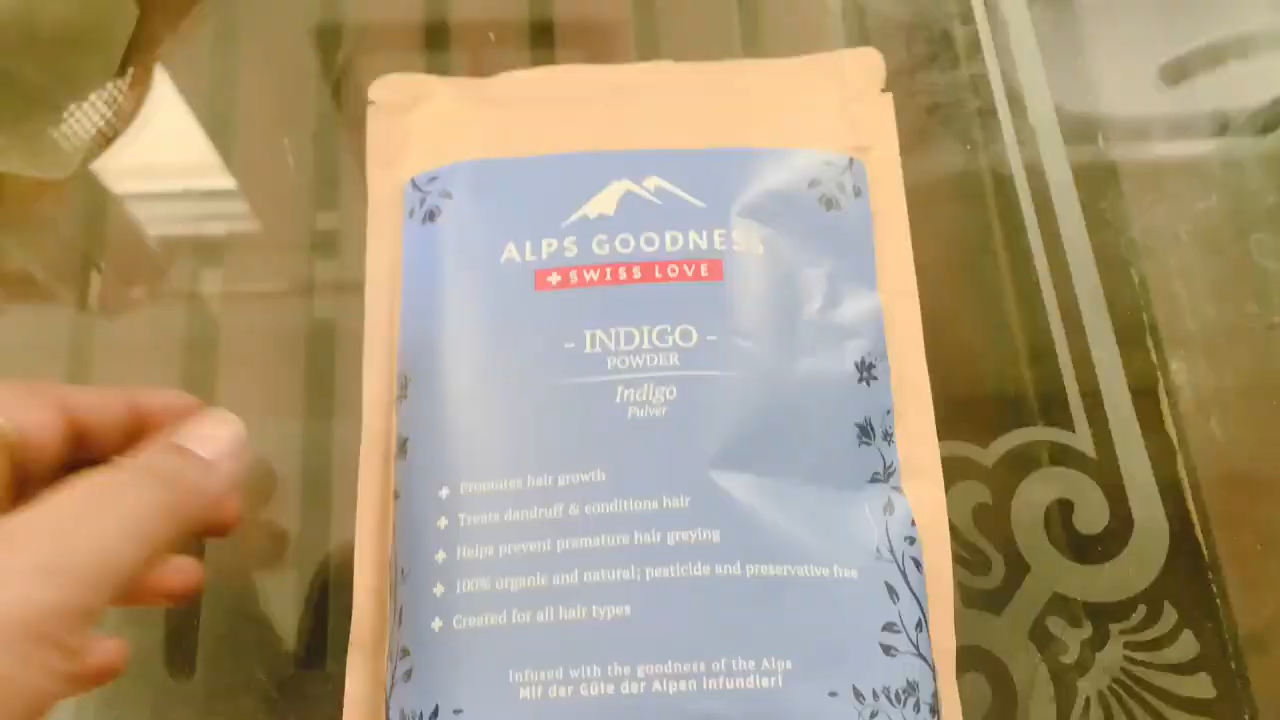 ALPS GOODNESS
+ SWISS LOVE
- INDIGO -
POWDER
Indigo
Pulver
Promotes hair growth
Treats dandruff & conditions hair
Helps prevent premature hair greying
100% organic and natural; pesticide and preservative free
Created for all hair types
Infused with the goodness of the Alps
Mit der Güte der Alpen infundiert